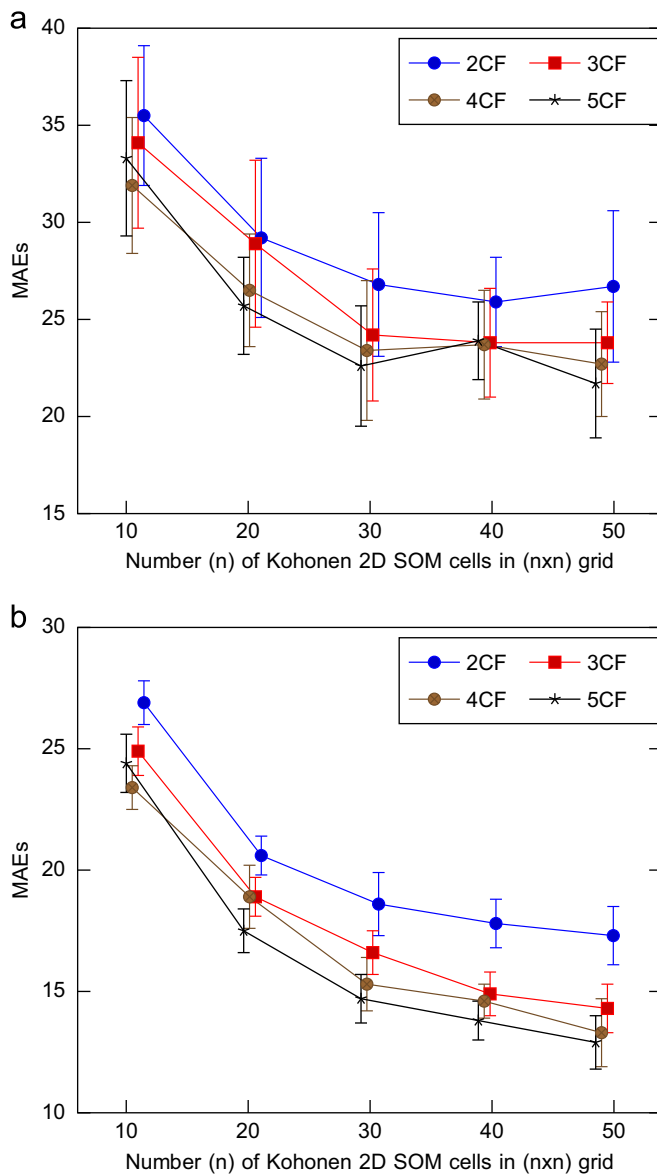 a
40
35
30
25
20
15
MAEs
2CF 3CF
4CF 5CF
10 20 30 40 50
Number (n) of Kohonen 2D SOM cells in (nxn) grid
b
30
25
20
15
10
MAEs
2CF 3CF
4CF 5CF
10 20 30 40 50
Number (n) of Kohonen 2D SOM cells in (nxn) grid